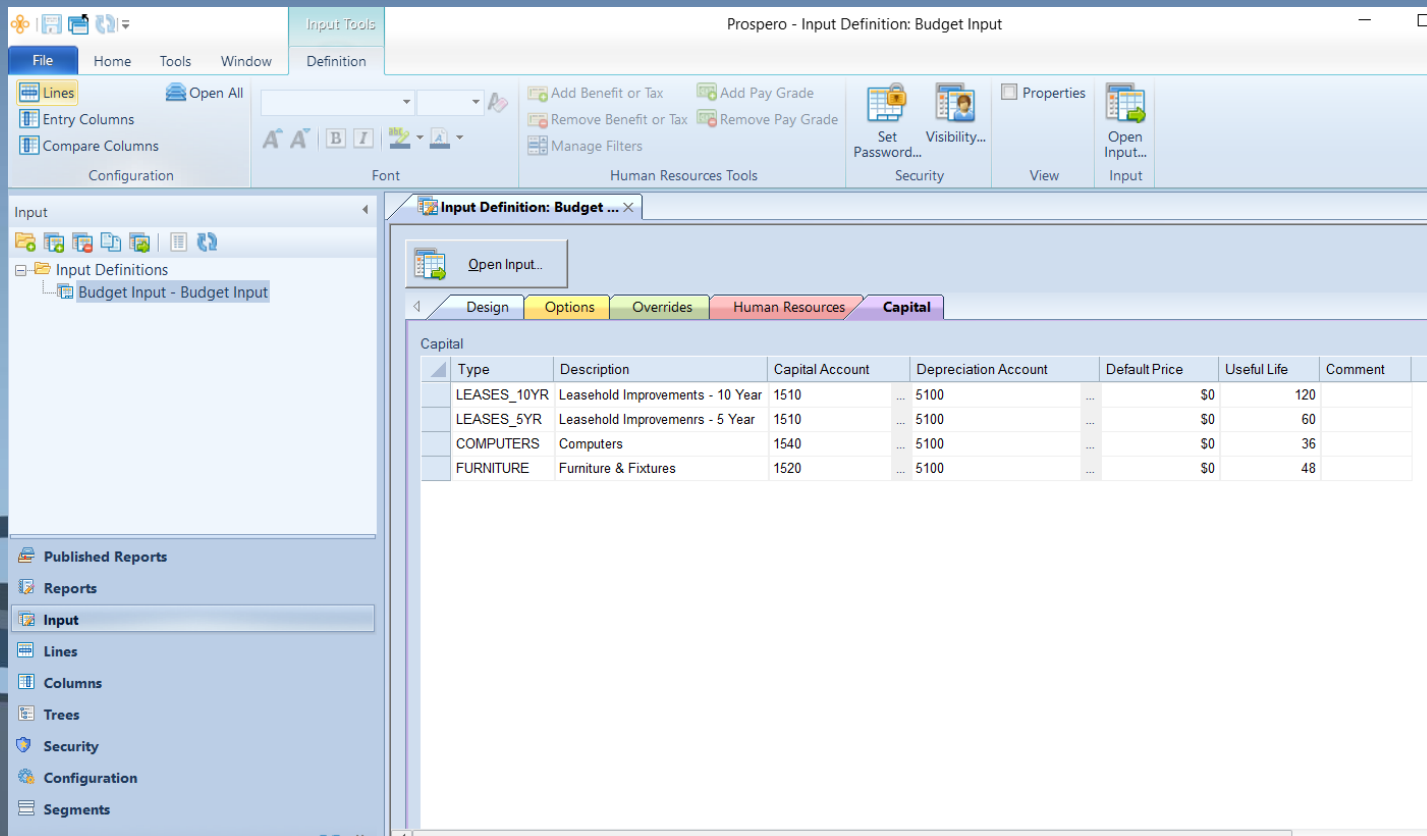 Input Tools
Prospero - Input Definition: Budget Input
File Home Tools Window Definition
Lines Open All
Entry Columns
Compare Columns
Configuration
A A B I abc A
Font
Add Benefit or Tax Add Pay Grade
Remove Benefit or Tax Remove Pay Grade
Manage Filters
Human Resources Tools
Set Password... Visibility...
Security
Properties
View
Open Input...
Input
Input
Input Definitions
Budget Input - Budget Input
Published Reports
Reports
Input
Lines
Columns
Trees
Security
Configuration
Segments
Input Definition: Budget ...
Open Input...
Design Options Overrides Human Resources Capital
Capital
Type Description Capital Account Depreciation Account Default Price Useful Life Comment
LEASES_10YR Leasehold Improvements - 10 Year 1510 ... 5100 ... $0 120
LEASES_5YR Leasehold Improvemenrs - 5 Year 1510 ... 5100 ... $0 60
COMPUTERS Computers 1540 ... 5100 ... $0 36
FURNITURE Furniture & Fixtures 1520 ... 5100 ... $0 48